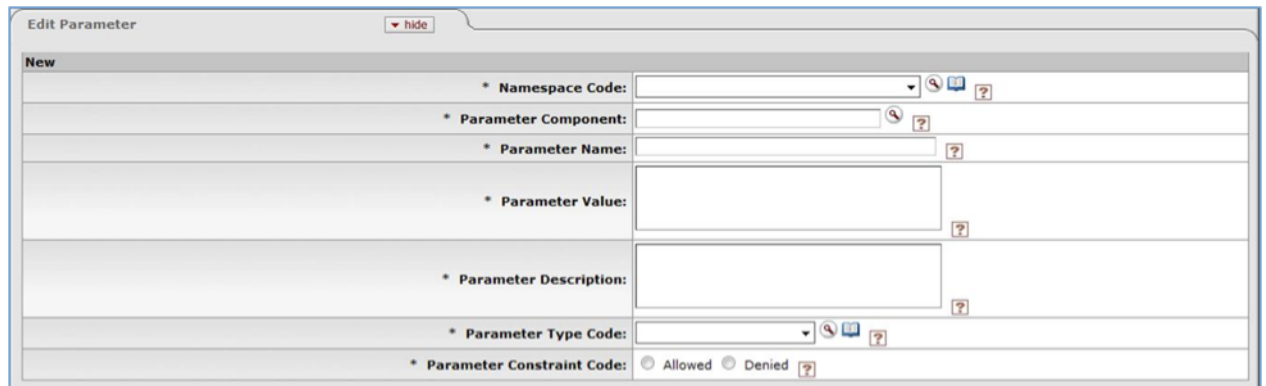 Edit Parameter
hide
New
* Namespace Code: ?
* Parameter Component: ?
* Parameter Name: ?
* Parameter Value: ?
* Parameter Description: ?
* Parameter Type Code: ?
* Parameter Constraint Code: Allowed Denied ?